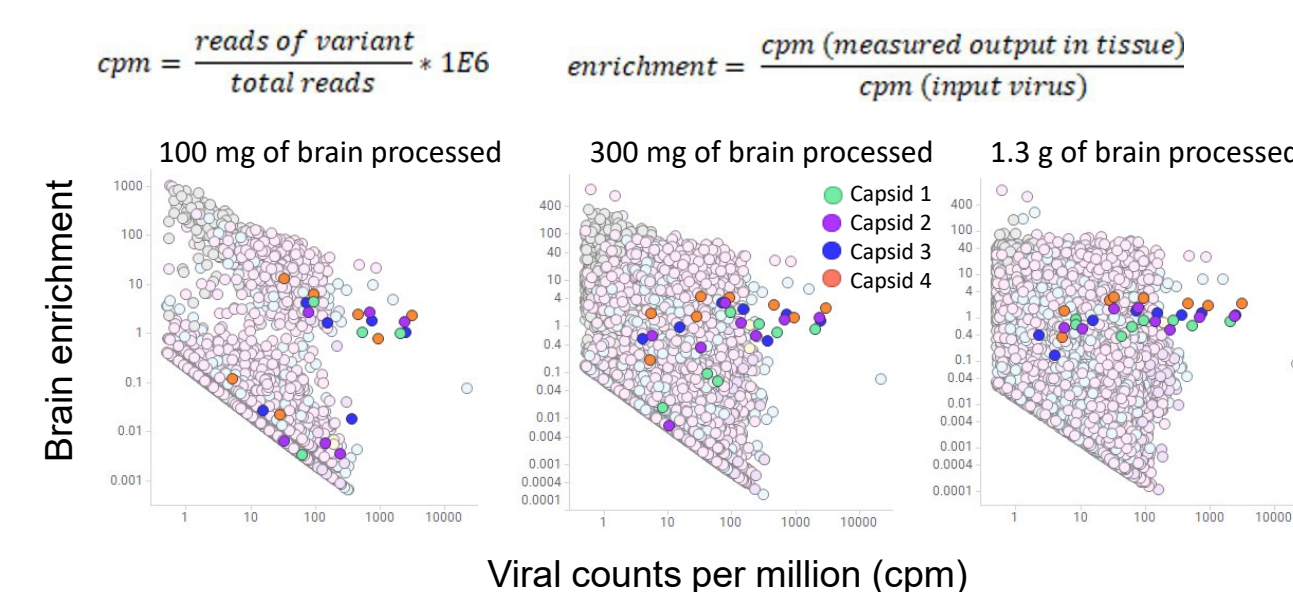 cpm = reads of variant / total reads * 1E6
enrichment = cpm (measured output in tissue) / cpm (input virus)
100 mg of brain processed
300 mg of brain processed
1.3 g of brain processed
Brain enrichment
1000
100
10
1
0.1
0.01
0.001
1 10 100 1000 10000
400
100
40
10
4
1
0.4
0.1
0.04
0.01
0.004
0.001
0.0004
0.0001
1 10 100 1000 10000
Capsid 1
Capsid 2
Capsid 3
Capsid 4
400
100
40
10
4
1
0.4
0.1
0.04
0.01
0.004
0.001
0.0004
0.0001
1 10 100 1000 10000
Viral counts per million (cpm)